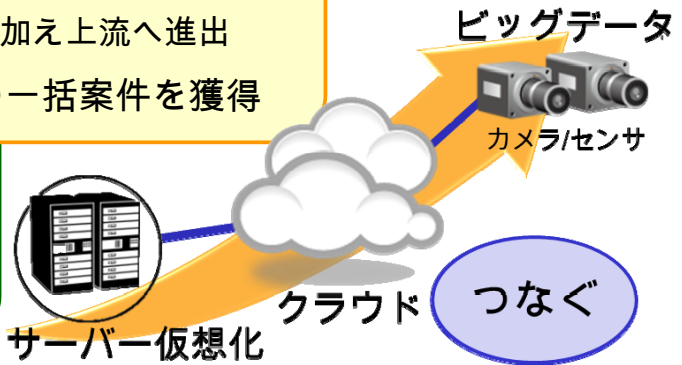 加え上流へ進出
一括案件を獲得
ビッグデータ
カメラ/センサ
つなぐ
クラウド
サーバー仮想化